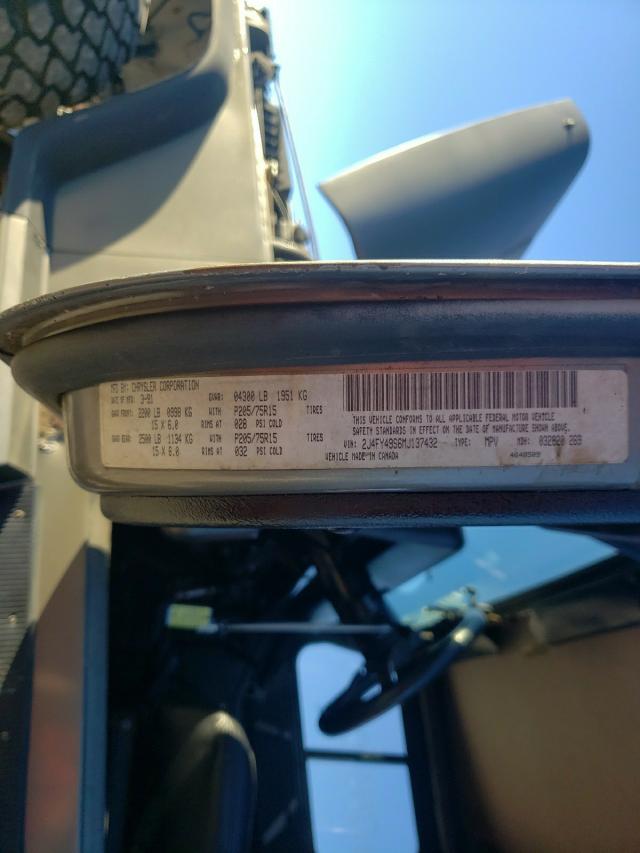 MFD BY: CHRYSLER CORPORATION
DATE OF MFR: 3-91 GVWR: 04300 LB 1951 KG
GAWR FRONT: 2200 LB 0998 KG WITH P205/75R15 TIRES
15 X 6.0 RIMS AT 028 PSI COLD
GAWR REAR: 2500 LB 1134 KG WITH P205/75R15 TIRES
15 X 6.0 RIMS AT 032 PSI COLD
THIS VEHICLE CONFORMS TO ALL APPLICABLE FEDERAL MOTOR VEHICLE
SAFETY STANDARDS IN EFFECT ON THE DATE OF MANUFACTURE SHOWN ABOVE.
VIN: 2J4FY49S6MJ137432 TYPE: MPV MDH: 032820 269
VEHICLE MADE IN CANADA 4648509